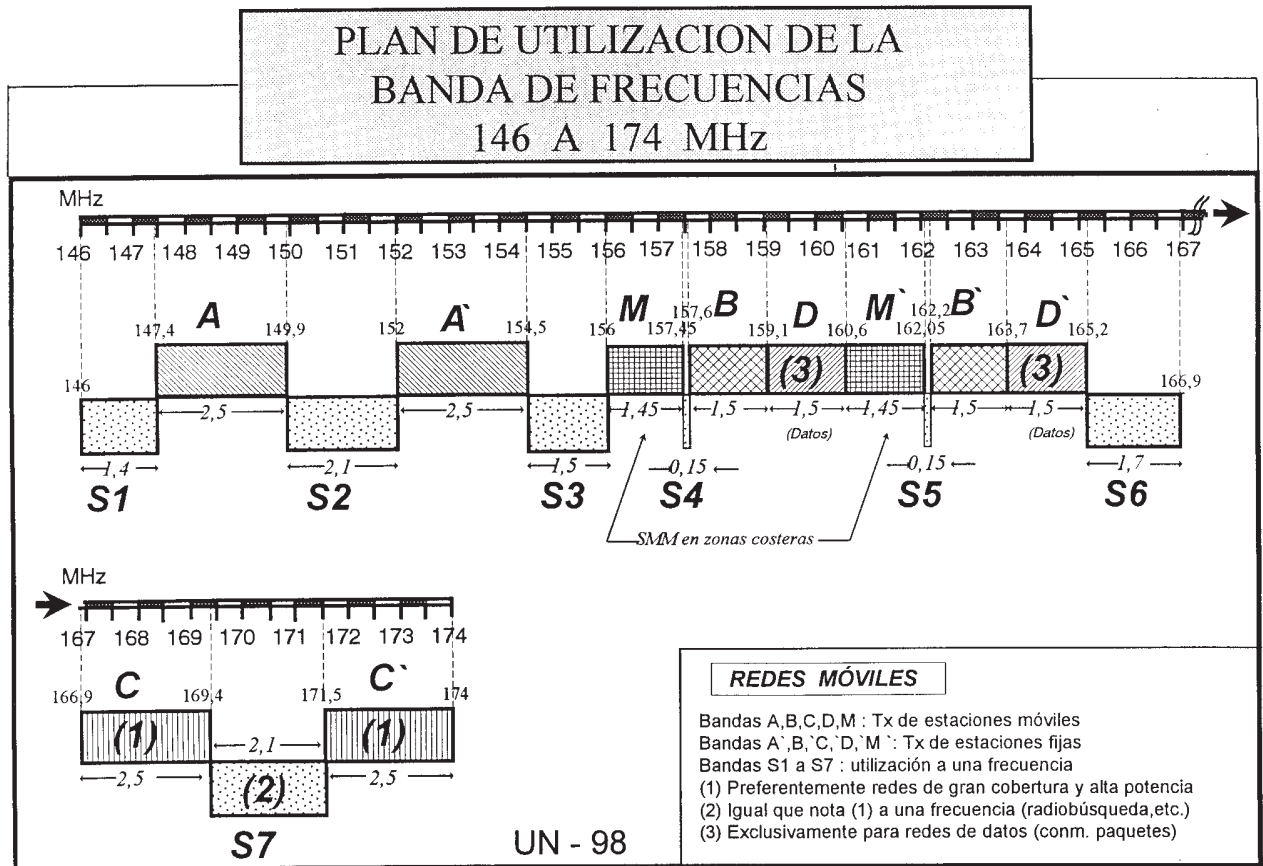 PLAN DE UTILIZACION DE LA
BANDA DE FRECUENCIAS
146 A 174 MHz
MHz
146 147 148 149 150 151 152 153 154 155 156 157 158 159 160 161 162 163 164 165 166 167
A A` M 157,6 B D M` 162,2 B` D`
147,4 149,9 152 154,5 156 157,45 159,1 160,6 162,05 163,7 165,2
146 (3) (3) 166,9
2,5 2,5 1,45 1,5 1,5 1,45 1,5 1,5
(Datos) (Datos)
1,4 2,1 1,5 0,15 0,15 1,7
S1 S2 S3 S4 S5 S6
SMM en zonas costeras
MHz
167 168 169 170 171 172 173 174
C C`
166,9 169,4 171,5 174
(1) 2,1 (1)
2,5 (2) 2,5
S7
UN - 98
REDES MÓVILES
Bandas A,B,C,D,M : Tx de estaciones móviles
Bandas A`,B,`C,`D,`M `: Tx de estaciones fijas
Bandas S1 a S7 : utilización a una frecuencia
(1) Preferentemente redes de gran cobertura y alta potencia
(2) Igual que nota (1) a una frecuencia (radiobúsqueda,etc.)
(3) Exclusivamente para redes de datos (conm. paquetes)